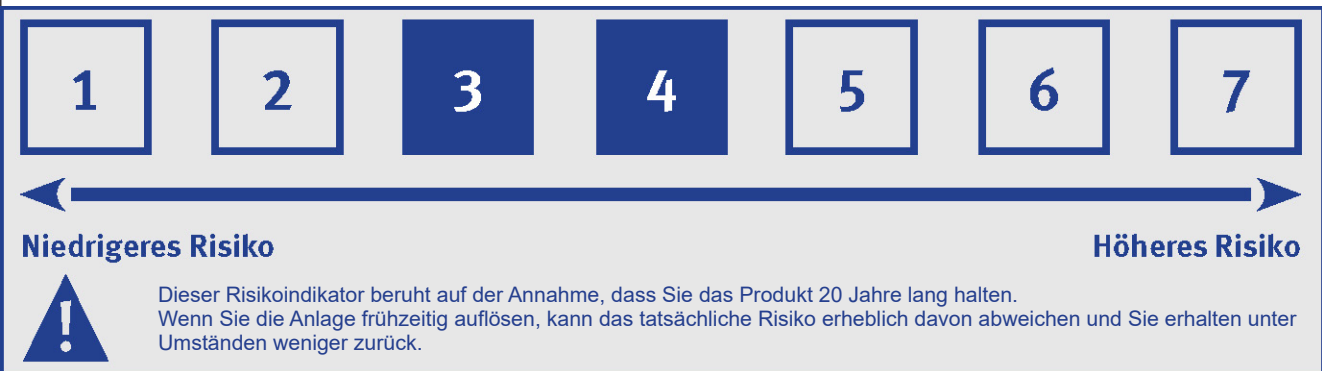 1 2 3 4 5 6 7
Niedrigeres Risiko Höheres Risiko
!
Dieser Risikoindikator beruht auf der Annahme, dass Sie das Produkt 20 Jahre lang halten.
Wenn Sie die Anlage frühzeitig auflösen, kann das tatsächliche Risiko erheblich davon abweichen und Sie erhalten unter
Umständen weniger zurück.